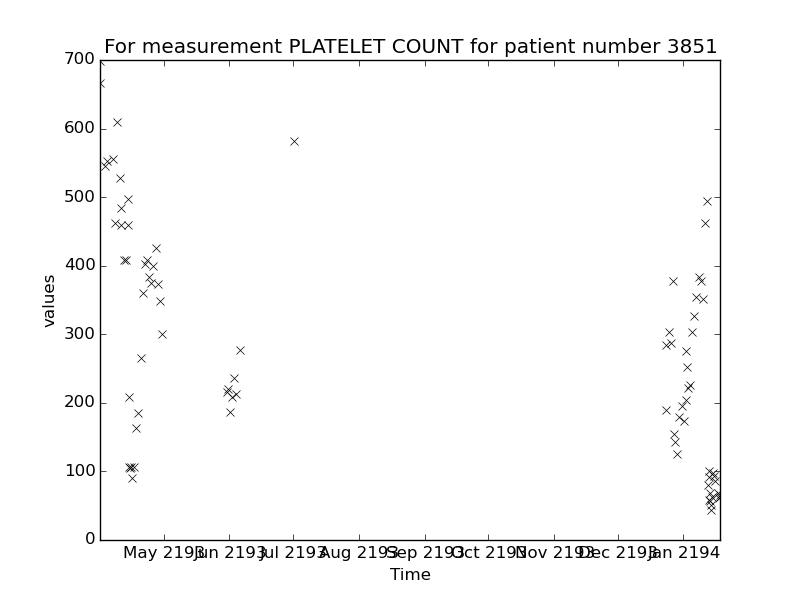 For measurement PLATELET COUNT for patient number 3851
700
600
500
400
300
200
100
0
values
May 2193 Jun 2193 Jul 2193 Aug 2193 Sep 2193 Oct 2193 Nov 2193 Dec 2193 Jan 2194
Time